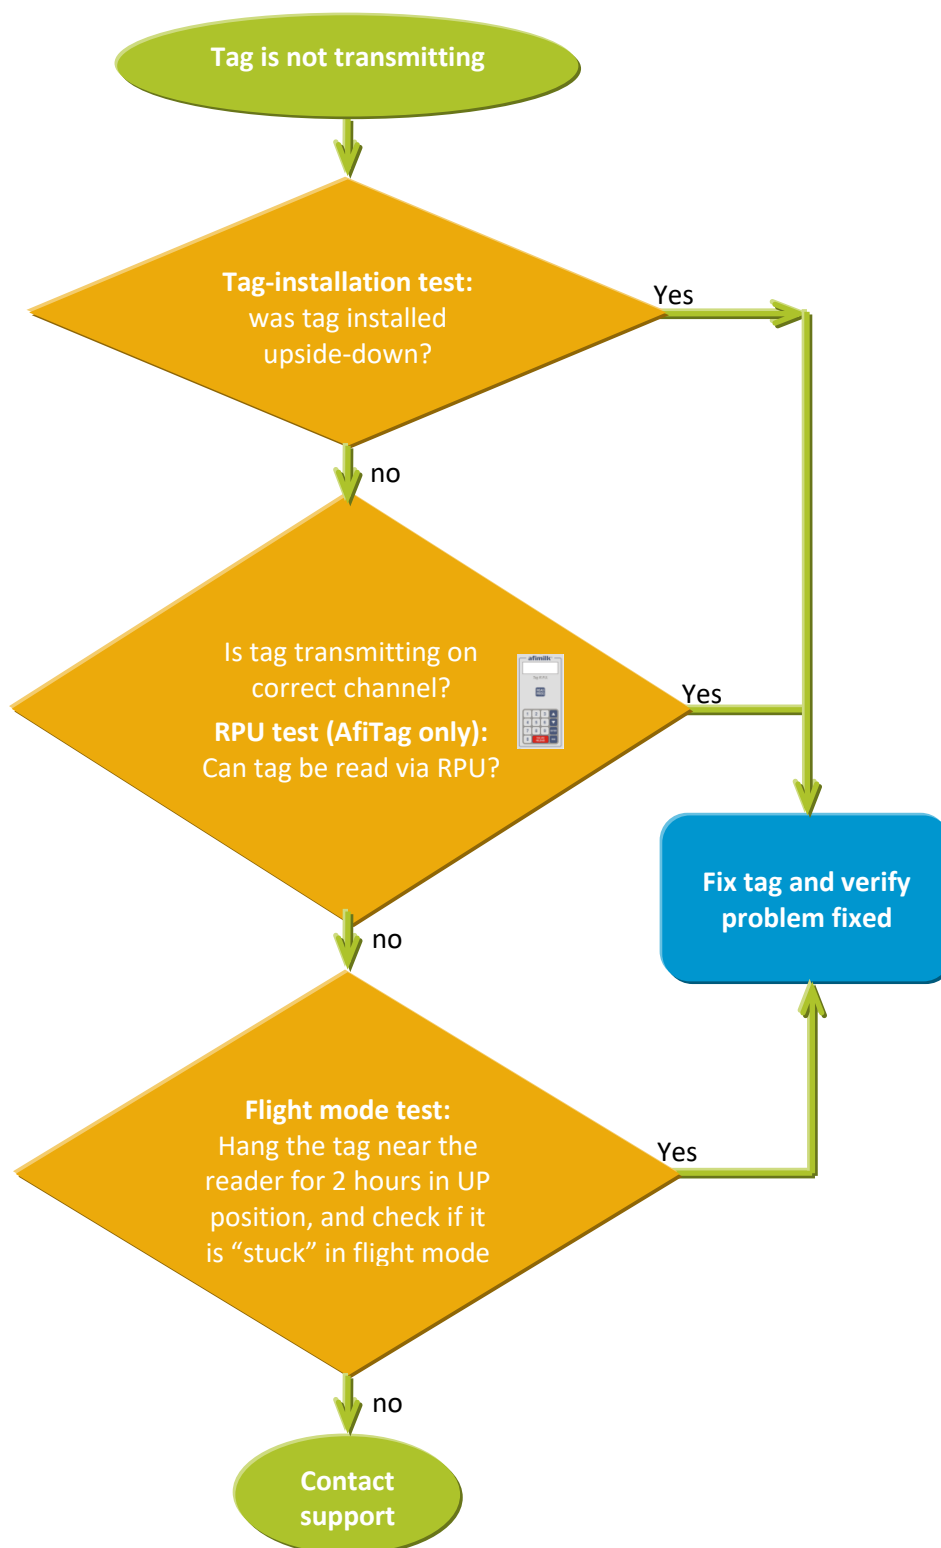 Tag is not transmitting
Tag-installation test:
was tag installed
upside-down?
Yes
no
Is tag transmitting on
correct channel?
RPU test (AfiTag only):
Can tag be read via RPU?
afimilk
Yes
Fix tag and verify
problem fixed
no
Flight mode test:
Hang the tag near the
reader for 2 hours in UP
position, and check if it
is “stuck” in flight mode
Yes
no
Contact
support